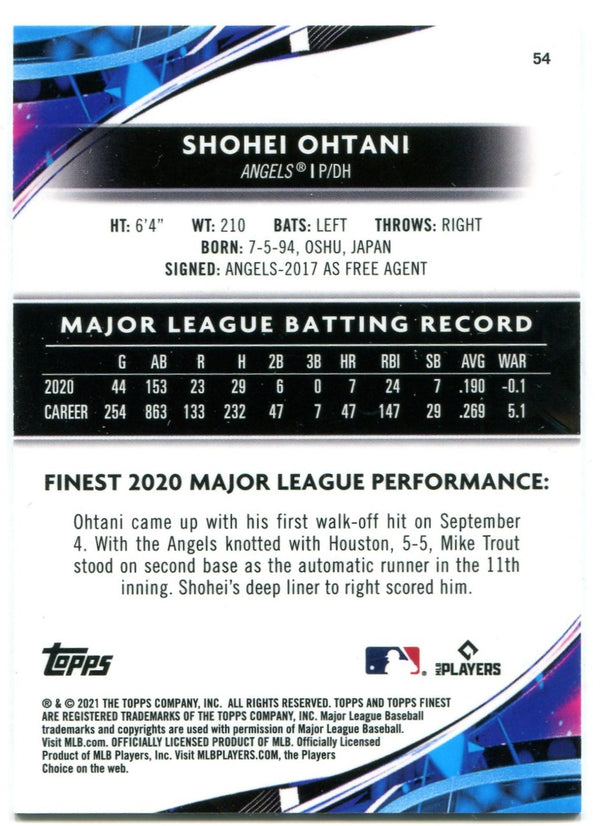 54
SHOHEI OHTANI
ANGELS® | P/DH
HT: 6'4" WT: 210 BATS: LEFT THROWS: RIGHT
BORN: 7-5-94, OSHU, JAPAN
SIGNED: ANGELS-2017 AS FREE AGENT
MAJOR LEAGUE BATTING RECORD
G AB R H 2B 3B HR RBI SB AVG WAR
2020 44 153 23 29 6 0 7 24 7 .190 -0.1
CAREER 254 863 133 232 47 7 47 147 29 .269 5.1
FINEST 2020 MAJOR LEAGUE PERFORMANCE:
Ohtani came up with his first walk-off hit on September
4. With the Angels knotted with Houston, 5-5, Mike Trout
stood on second base as the automatic runner in the 11th
inning. Shohei's deep liner to right scored him.
Topps
MLB PLAYERS
® & © 2021 THE TOPPS COMPANY, INC. ALL RIGHTS RESERVED. TOPPS AND TOPPS FINEST
ARE REGISTERED TRADEMARKS OF THE TOPPS COMPANY, INC. Major League Baseball
trademarks and copyrights are used with permission of Major League Baseball.
Visit MLB.com. OFFICIALLY LICENSED PRODUCT OF MLB. Officially Licensed
Product of MLB Players, Inc. Visit MLBPLAYERS.COM, the Players
Choice on the web.